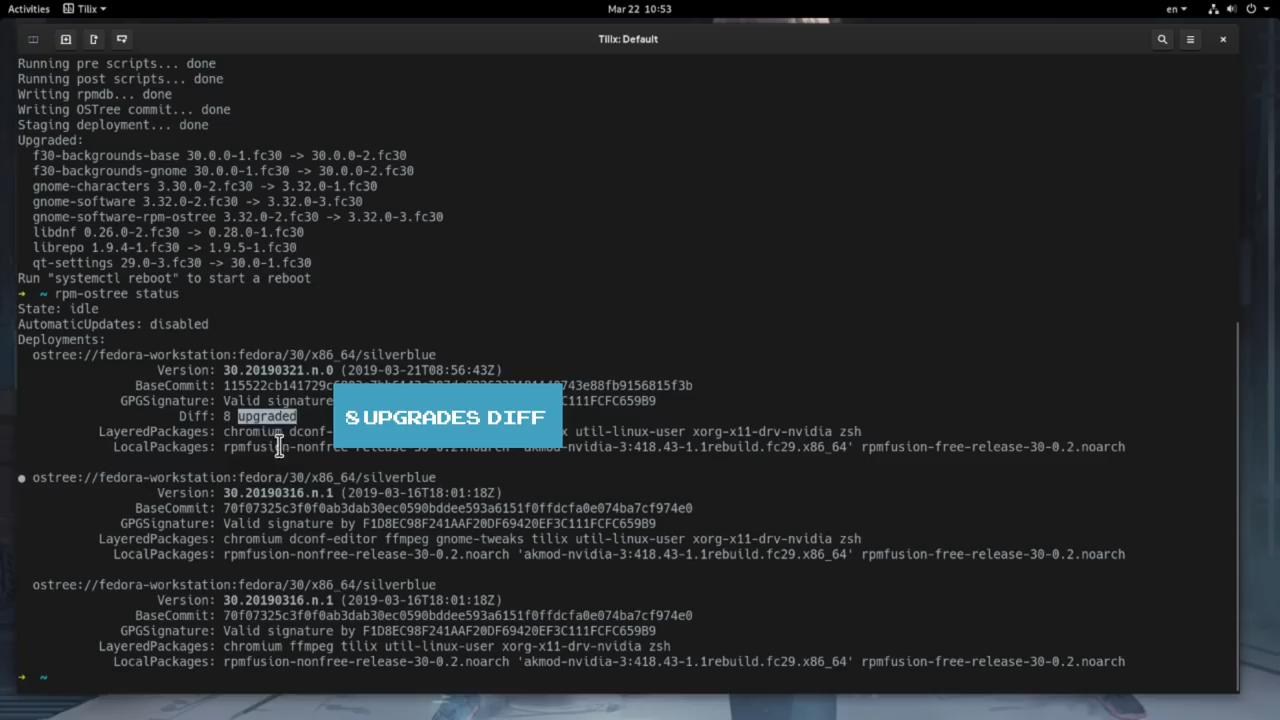 Activities Tilix Mar 22 10:53 en
Tilix: Default
Running pre scripts... done
Running post scripts... done
Writing rpmdb... done
Writing OSTree commit... done
Staging deployment... done
Upgraded:
f30-backgrounds-base 30.0.0-1.fc30 -> 30.0.0-2.fc30
f30-backgrounds-gnome 30.0.0-1.fc30 -> 30.0.0-2.fc30
gnome-characters 3.30.0-2.fc30 -> 3.32.0-1.fc30
gnome-software 3.32.0-2.fc30 -> 3.32.0-3.fc30
gnome-software-rpm-ostree 3.32.0-2.fc30 -> 3.32.0-3.fc30
libdnf 0.26.0-2.fc30 -> 0.28.0-1.fc30
librepo 1.9.4-1.fc30 -> 1.9.5-1.fc30
qt-settings 29.0-3.fc30 -> 30.0-1.fc30
Run "systemctl reboot" to start a reboot
→ ~ rpm-ostree status
State: idle
AutomaticUpdates: disabled
Deployments:
ostree://fedora-workstation:fedora/30/x86_64/silverblue
Version: 30.20190321.n.0 (2019-03-21T08:56:43Z)
BaseCommit:
GPGSignature: Valid signature
Diff: 8 upgraded
8 UPGRADES DIFF
LayeredPackages: chromium util-linux-user xorg-x11-drv-nvidia zsh
LocalPackages: rpmfusion-nonfree-release-30-0.2.noarch 'akmod-nvidia-3:418.43-1.1rebuild.fc29.x86_64' rpmfusion-free-release-30-0.2.noarch
● ostree://fedora-workstation:fedora/30/x86_64/silverblue
Version: 30.20190316.n.1 (2019-03-16T18:01:18Z)
BaseCommit: 70f07325c3f0f0ab3dab30ec0590bddee593a6151f0ffdcfa0e074ba7cf974e0
GPGSignature: Valid signature by F1D8EC98F241AAF20DF69420EF3C111FCFC659B9
LayeredPackages: chromium dconf-editor ffmpeg gnome-tweaks tilix util-linux-user xorg-x11-drv-nvidia zsh
LocalPackages: rpmfusion-nonfree-release-30-0.2.noarch 'akmod-nvidia-3:418.43-1.1rebuild.fc29.x86_64' rpmfusion-free-release-30-0.2.noarch
ostree://fedora-workstation:fedora/30/x86_64/silverblue
Version: 30.20190316.n.1 (2019-03-16T18:01:18Z)
BaseCommit: 70f07325c3f0f0ab3dab30ec0590bddee593a6151f0ffdcfa0e074ba7cf974e0
GPGSignature: Valid signature by F1D8EC98F241AAF20DF69420EF3C111FCFC659B9
LayeredPackages: chromium ffmpeg tilix util-linux-user xorg-x11-drv-nvidia zsh
LocalPackages: rpmfusion-nonfree-release-30-0.2.noarch 'akmod-nvidia-3:418.43-1.1rebuild.fc29.x86_64' rpmfusion-free-release-30-0.2.noarch
→ ~